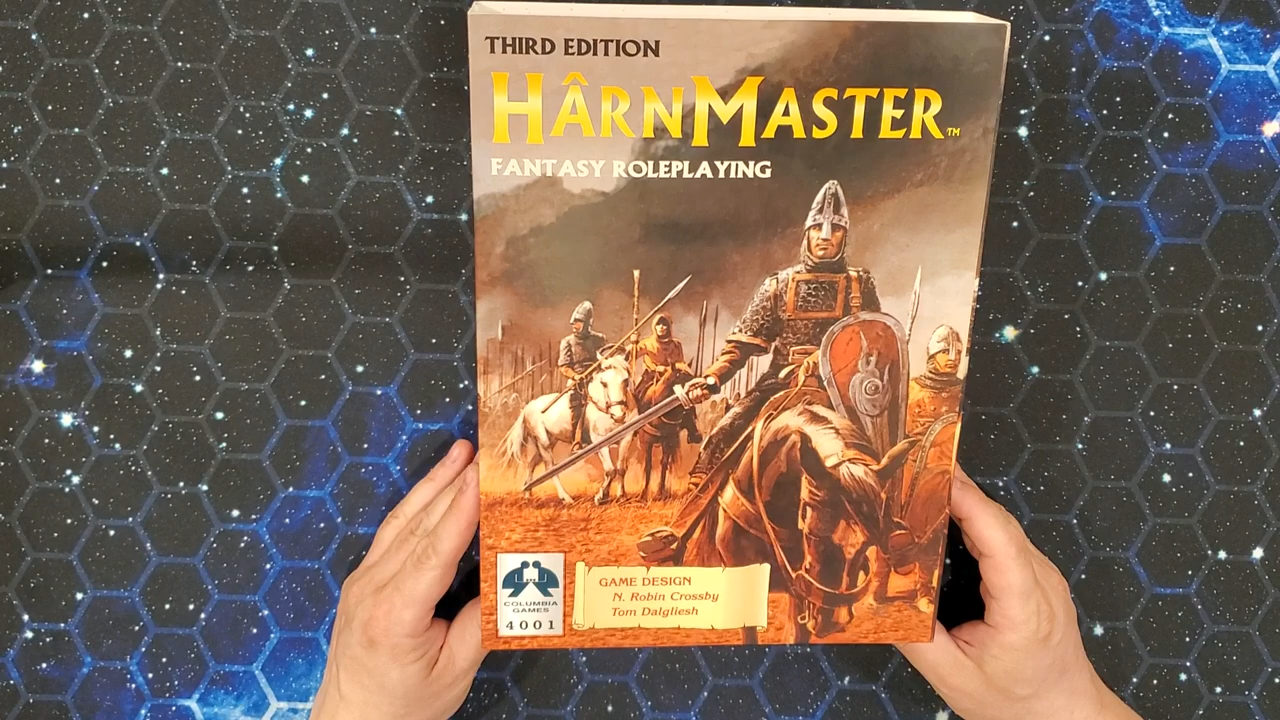 THIRD EDITION
HÂRNMASTER™
FANTASY ROLEPLAYING
COLUMBIA
GAMES
4001
GAME DESIGN
N. Robin Crossby
Tom Dalgliesh